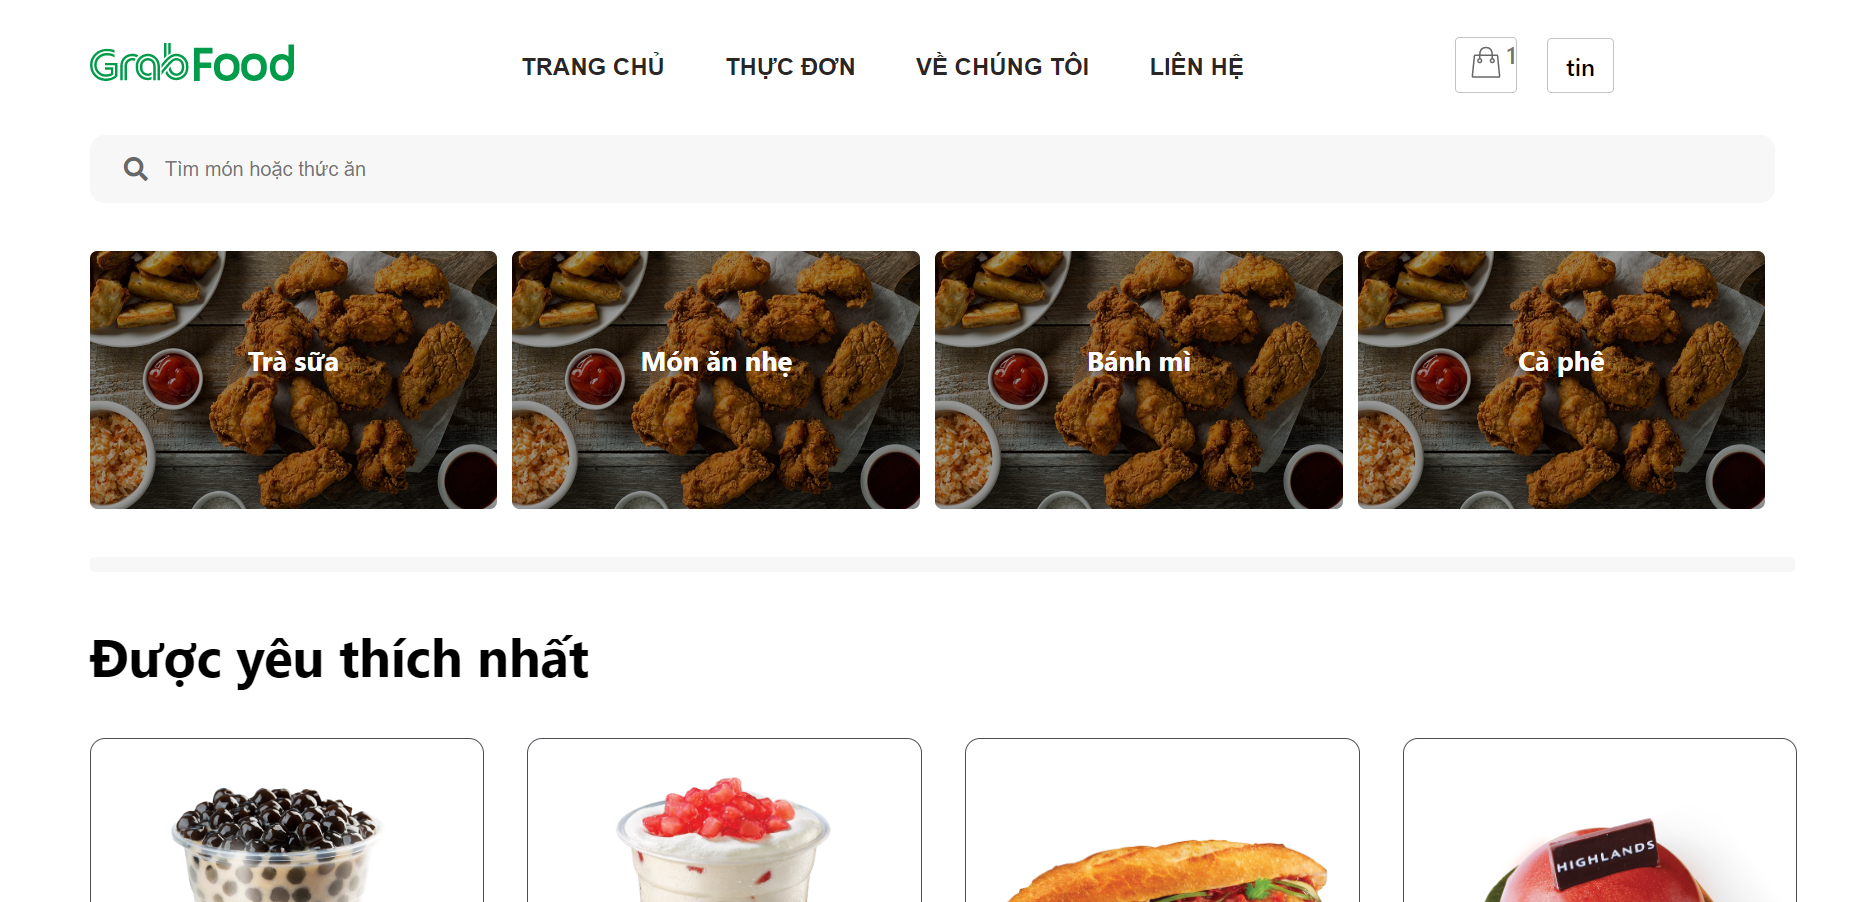 GrabFood
TRANG CHỦ
THỰC ĐƠN
VỀ CHÚNG TÔI
LIÊN HỆ
1
tin
Tìm món hoặc thức ăn
Trà sữa
Món ăn nhẹ
Bánh mì
Cà phê
Được yêu thích nhất
HIGHLANDS